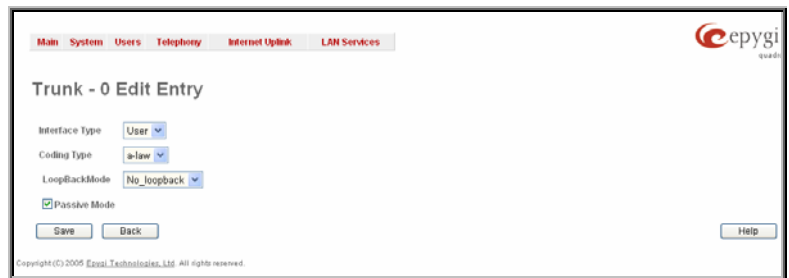 Main System Users Telephony Internet Uplink LAN Services
epygi
quadro
Trunk - 0 Edit Entry
Interface Type User
Coding Type a-law
LoopBackMode No_loopback
Passive Mode
Save Back Help
Copyright (C) 2005 Epygi Technologies, Ltd. All rights reserved.